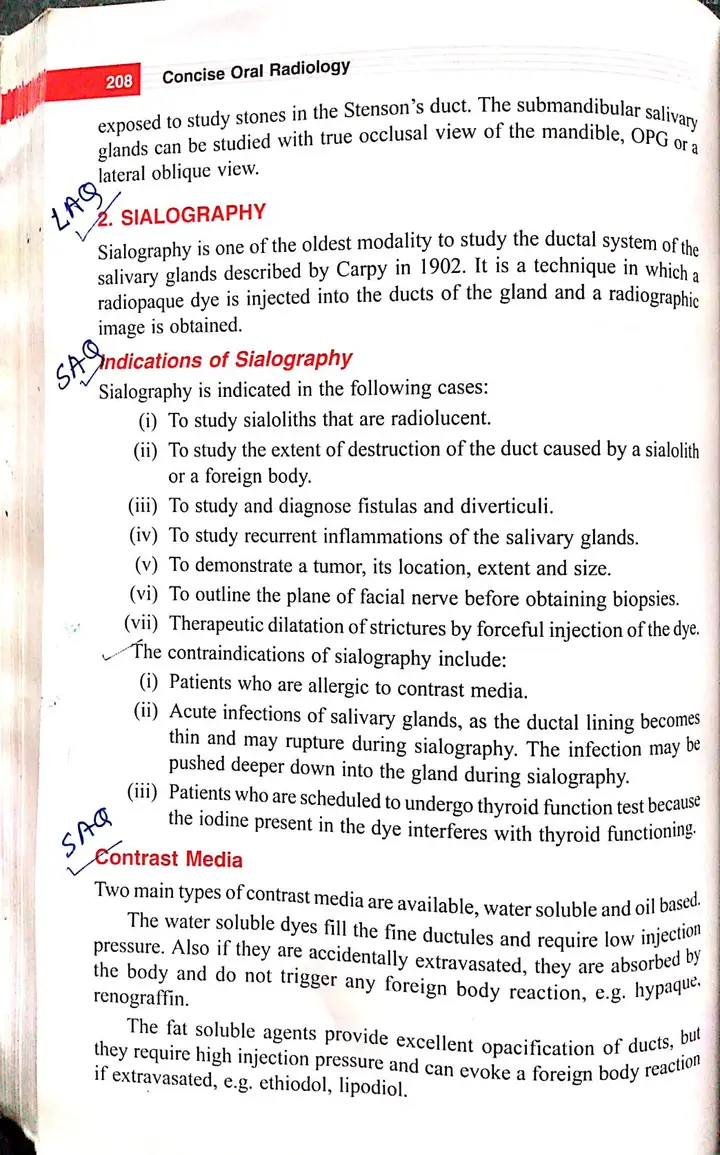 208 Concise Oral Radiology
exposed to study stones in the Stenson's duct. The submandibular salivary
glands can be studied with true occlusal view of the mandible, OPG or a
lateral oblique view.
LAQ
2. SIALOGRAPHY
Sialography is one of the oldest modality to study the ductal system of the
salivary glands described by Carpy in 1902. It is a technique in which a
radiopaque dye is injected into the ducts of the gland and a radiographic
image is obtained.
SAQ
Indications of Sialography
Sialography is indicated in the following cases:
(i) To study sialoliths that are radiolucent.
(ii) To study the extent of destruction of the duct caused by a sialolith
or a foreign body.
(iii) To study and diagnose fistulas and diverticuli.
(iv) To study recurrent inflammations of the salivary glands.
(v) To demonstrate a tumor, its location, extent and size.
(vi) To outline the plane of facial nerve before obtaining biopsies.
(vii) Therapeutic dilatation of strictures by forceful injection of the dye.
The contraindications of sialography include:
(i) Patients who are allergic to contrast media.
(ii) Acute infections of salivary glands, as the ductal lining becomes
thin and may rupture during sialography. The infection may be
pushed deeper down into the gland during sialography.
(iii) Patients who are scheduled to undergo thyroid function test because
the iodine present in the dye interferes with thyroid functioning.
SAQ
Contrast Media
Two main types of contrast media are available, water soluble and oil based.
The water soluble dyes fill the fine ductules and require low injection
pressure. Also if they are accidentally extravasated, they are absorbed by
the body and do not trigger any foreign body reaction, e.g. hypaque,
renograffin.
The fat soluble agents provide excellent opacification of ducts, but
they require high injection pressure and can evoke a foreign body reaction
if extravasated, e.g. ethiodol, lipodiol.